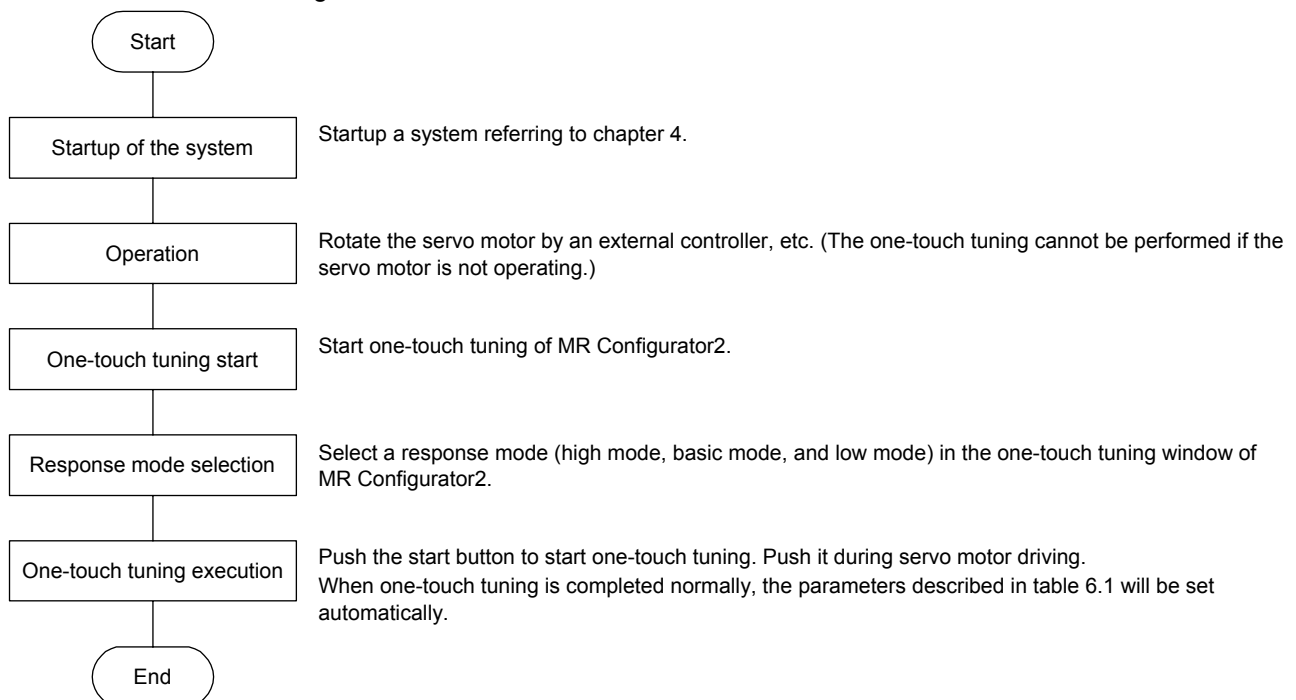 Start
Startup of the system
Startup a system referring to chapter 4.
Operation
Rotate the servo motor by an external controller, etc. (The one-touch tuning cannot be performed if the
servo motor is not operating.)
One-touch tuning start
Start one-touch tuning of MR Configurator2.
Response mode selection
Select a response mode (high mode, basic mode, and low mode) in the one-touch tuning window of
MR Configurator2.
One-touch tuning execution
Push the start button to start one-touch tuning. Push it during servo motor driving.
When one-touch tuning is completed normally, the parameters described in table 6.1 will be set
automatically.
End